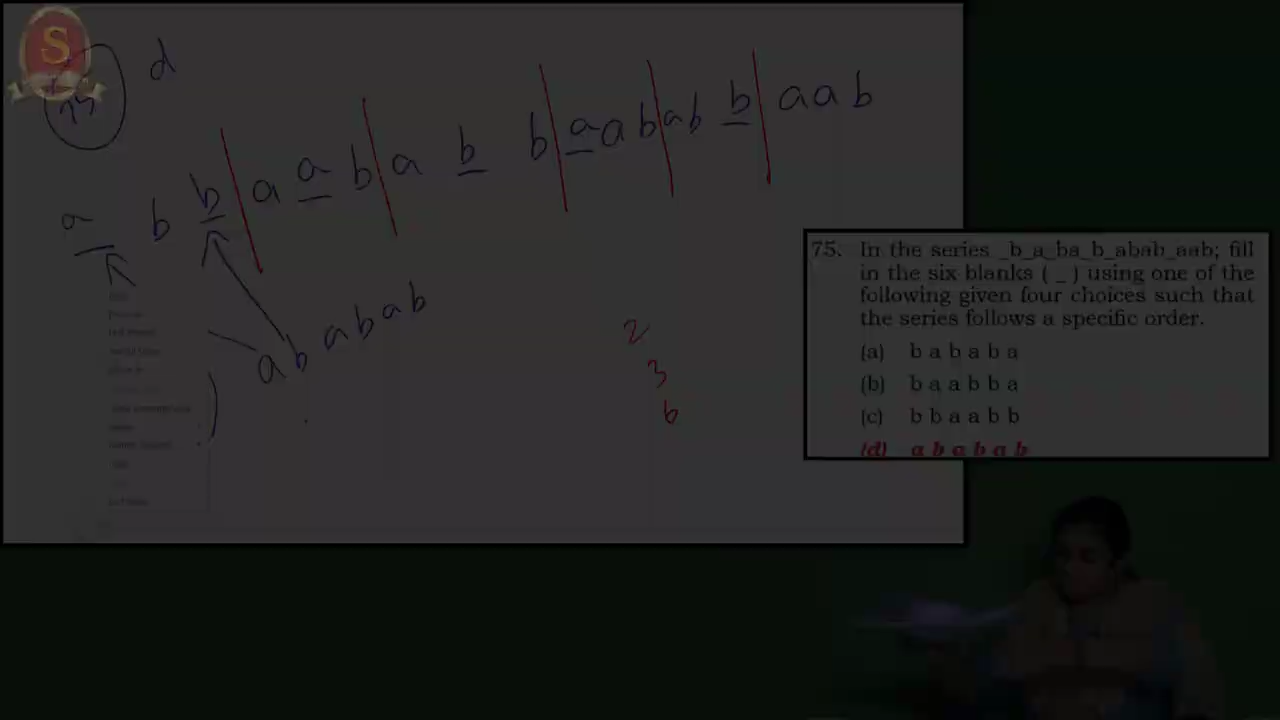 S
75
d
a b b a a b a b b a a b a b b a a b
a b a b a b
2
3
6
75. In the series _b_a_ba_b_abab_aab; fill
in the six blanks ( _ ) using one of the
following given four choices such that
the series follows a specific order.
(a) b a b a b a
(b) b a a b b a
(c) b b a a b b
(d) a b a b a b